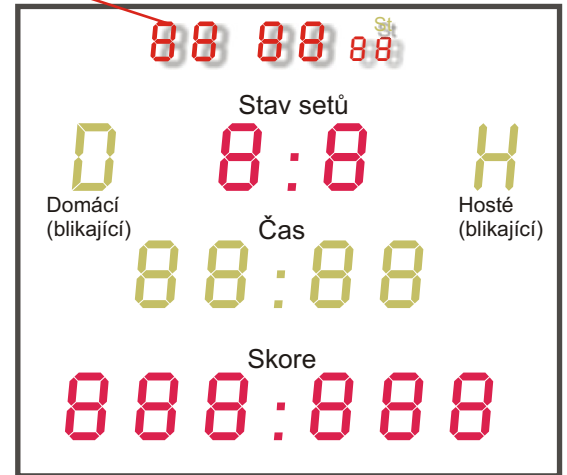 88 88 88 St
Stav setů
D 8:8 H
Domácí
(blikající)
Hosté
(blikající)
Čas
88:88
Skore
888:888